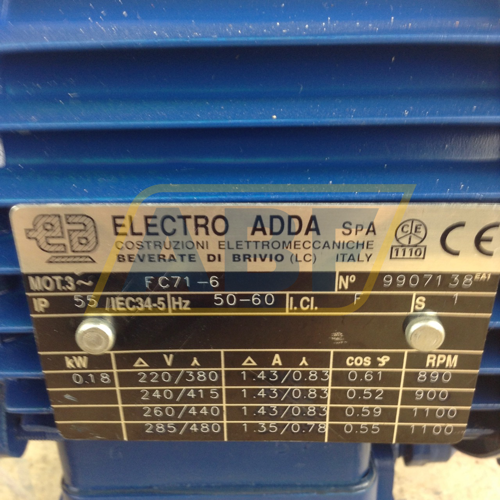 ea ELECTRO ADDA SpA
COSTRUZIONI ELETTROMECCANICHE
BEVERATE DI BRIVIO (LC) ITALY
CEI 1110 CE
MOT.3~ FC71-6 Nº 9907138
IP 55 /IEC34-5 Hz 50-60 I.Cl. F S 1
kW Δ V ⅄ Δ A ⅄ cos φ RPM
0.18 220/380 1.43/0.83 0.61 890
240/415 1.43/0.83 0.52 900
260/440 1.43/0.83 0.59 1100
285/480 1.35/0.78 0.55 1100